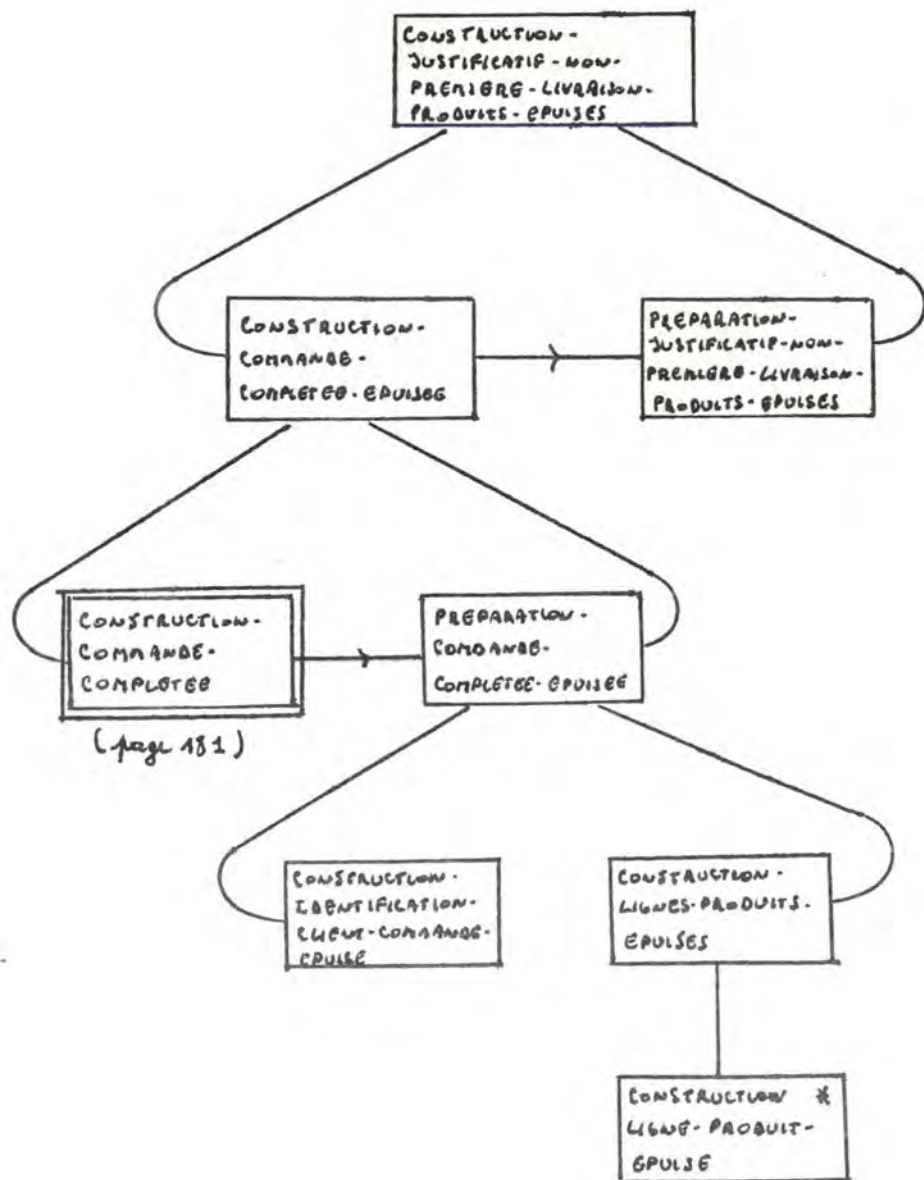 CONSTRUCTION-
JUSTIFICATIF-NON-
PREMIERE-LIVRAISON-
PRODUITS-EPUISES
CONSTRUCTION-
COMMANDE-
COMPLETEE-EPUISEE
PREPARATION-
JUSTIFICATIF-NON-
PREMIERE-LIVRAISON-
PRODUITS-EPUISES
CONSTRUCTION-
COMMANDE-
COMPLETEE
(page 181)
PREPARATION-
COMMANDE-
COMPLETEE-EPUISEE
CONSTRUCTION-
IDENTIFICATION-
CLIENT-COMMANDE-
EPUISE
CONSTRUCTION-
LIGNES-PRODUITS-
EPUISES
CONSTRUCTION *
LIGNE-PRODUIT-
EPUISE